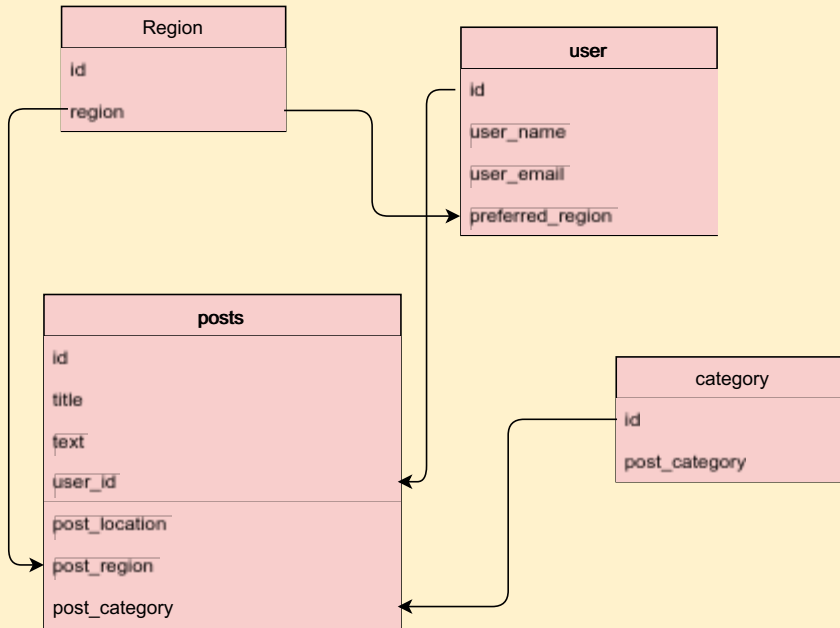 Region
id
region
user
id
user_name
user_email
preferred_region
posts
id
title
text
user_id
post_location
post_region
post_category
category
id
post_category